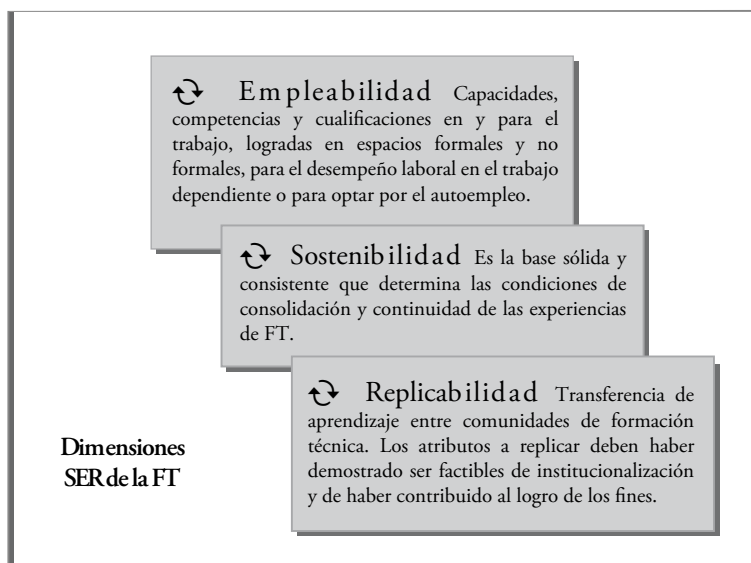 Empleabilidad Capacidades,
competencias y cualificaciones en y para el
trabajo, logradas en espacios formales y no
formales, para el desempeño laboral en el trabajo
dependiente o para optar por el autoempleo.
Sostenibilidad Es la base sólida y
consistente que determina las condiciones de
consolidación y continuidad de las experiencias
de FT.
Replicabilidad Transferencia de
aprendizaje entre comunidades de formación
técnica. Los atributos a replicar deben haber
demostrado ser factibles de institucionalización
y de haber contribuido al logro de los fines.
Dimensiones
SER de la FT